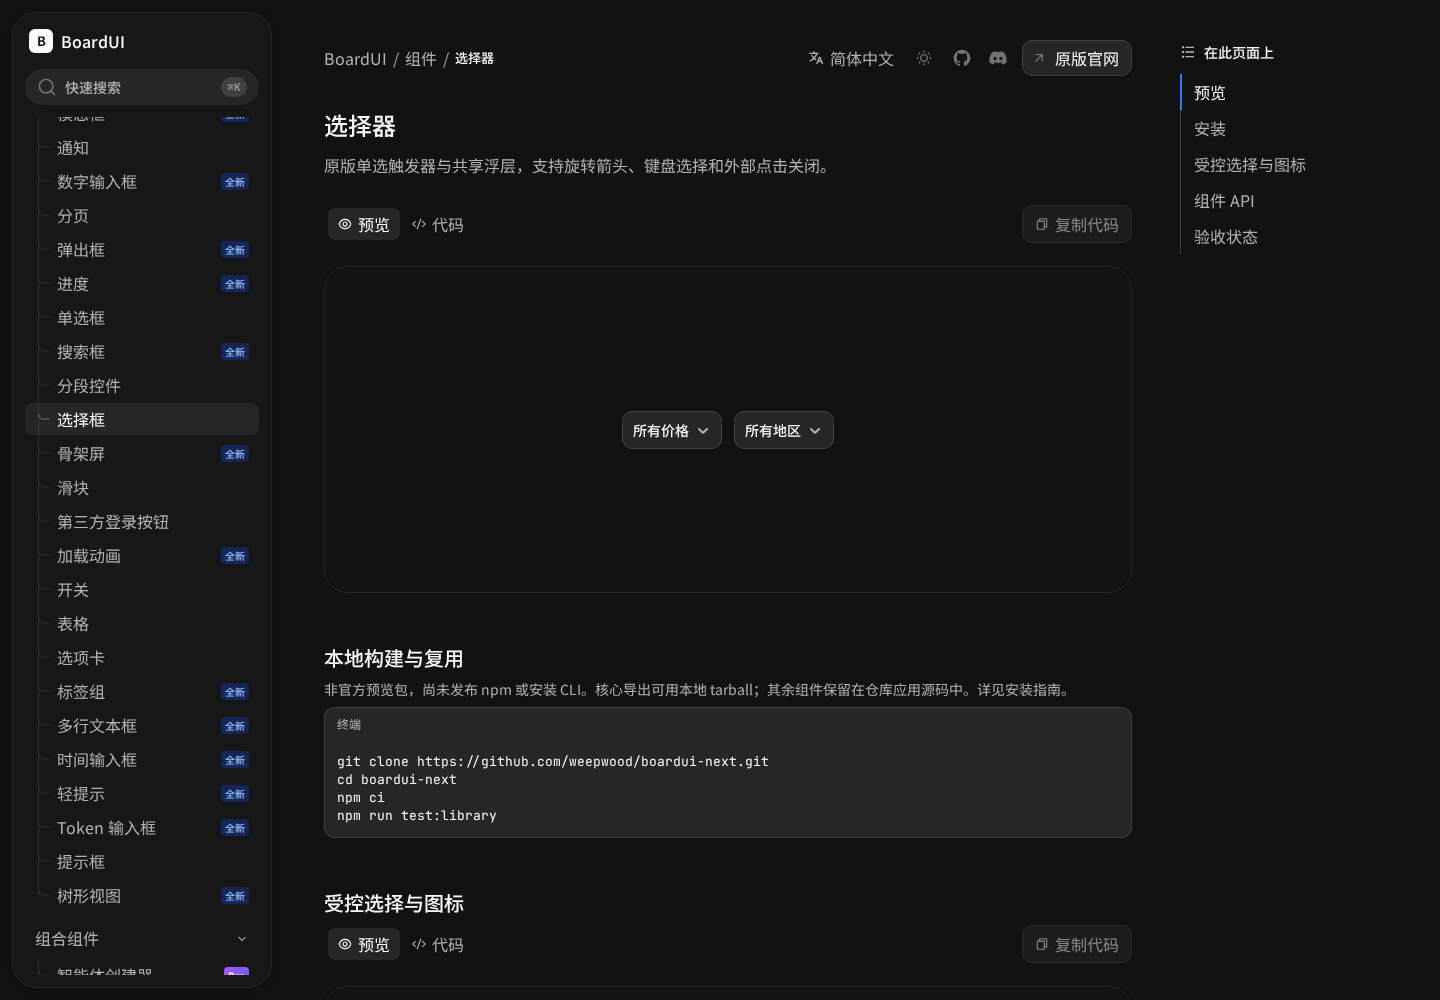 B BoardUI
快速搜索 ⌘K
通知
数字输入框 全新
分页
弹出框 全新
进度 全新
单选框
搜索框 全新
分段控件
选择框
骨架屏 全新
滑块
第三方登录按钮
加载动画 全新
开关
表格
选项卡
标签组 全新
多行文本框 全新
时间输入框 全新
轻提示 全新
Token 输入框 全新
提示框
树形视图 全新
组合组件
智能体创建器 Pro
BoardUI / 组件 / 选择器
简体中文
原版官网
选择器
原版单选触发器与共享浮层，支持旋转箭头、键盘选择和外部点击关闭。
预览 代码 复制代码
所有价格 所有地区
本地构建与复用
非官方预览包，尚未发布 npm 或安装 CLI。核心导出可用本地 tarball；其余组件保留在仓库应用源码中。详见安装指南。
终端
git clone https://github.com/weepwood/boardui-next.git
cd boardui-next
npm ci
npm run test:library
受控选择与图标
预览 代码 复制代码
在此页面上
预览
安装
受控选择与图标
组件 API
验收状态